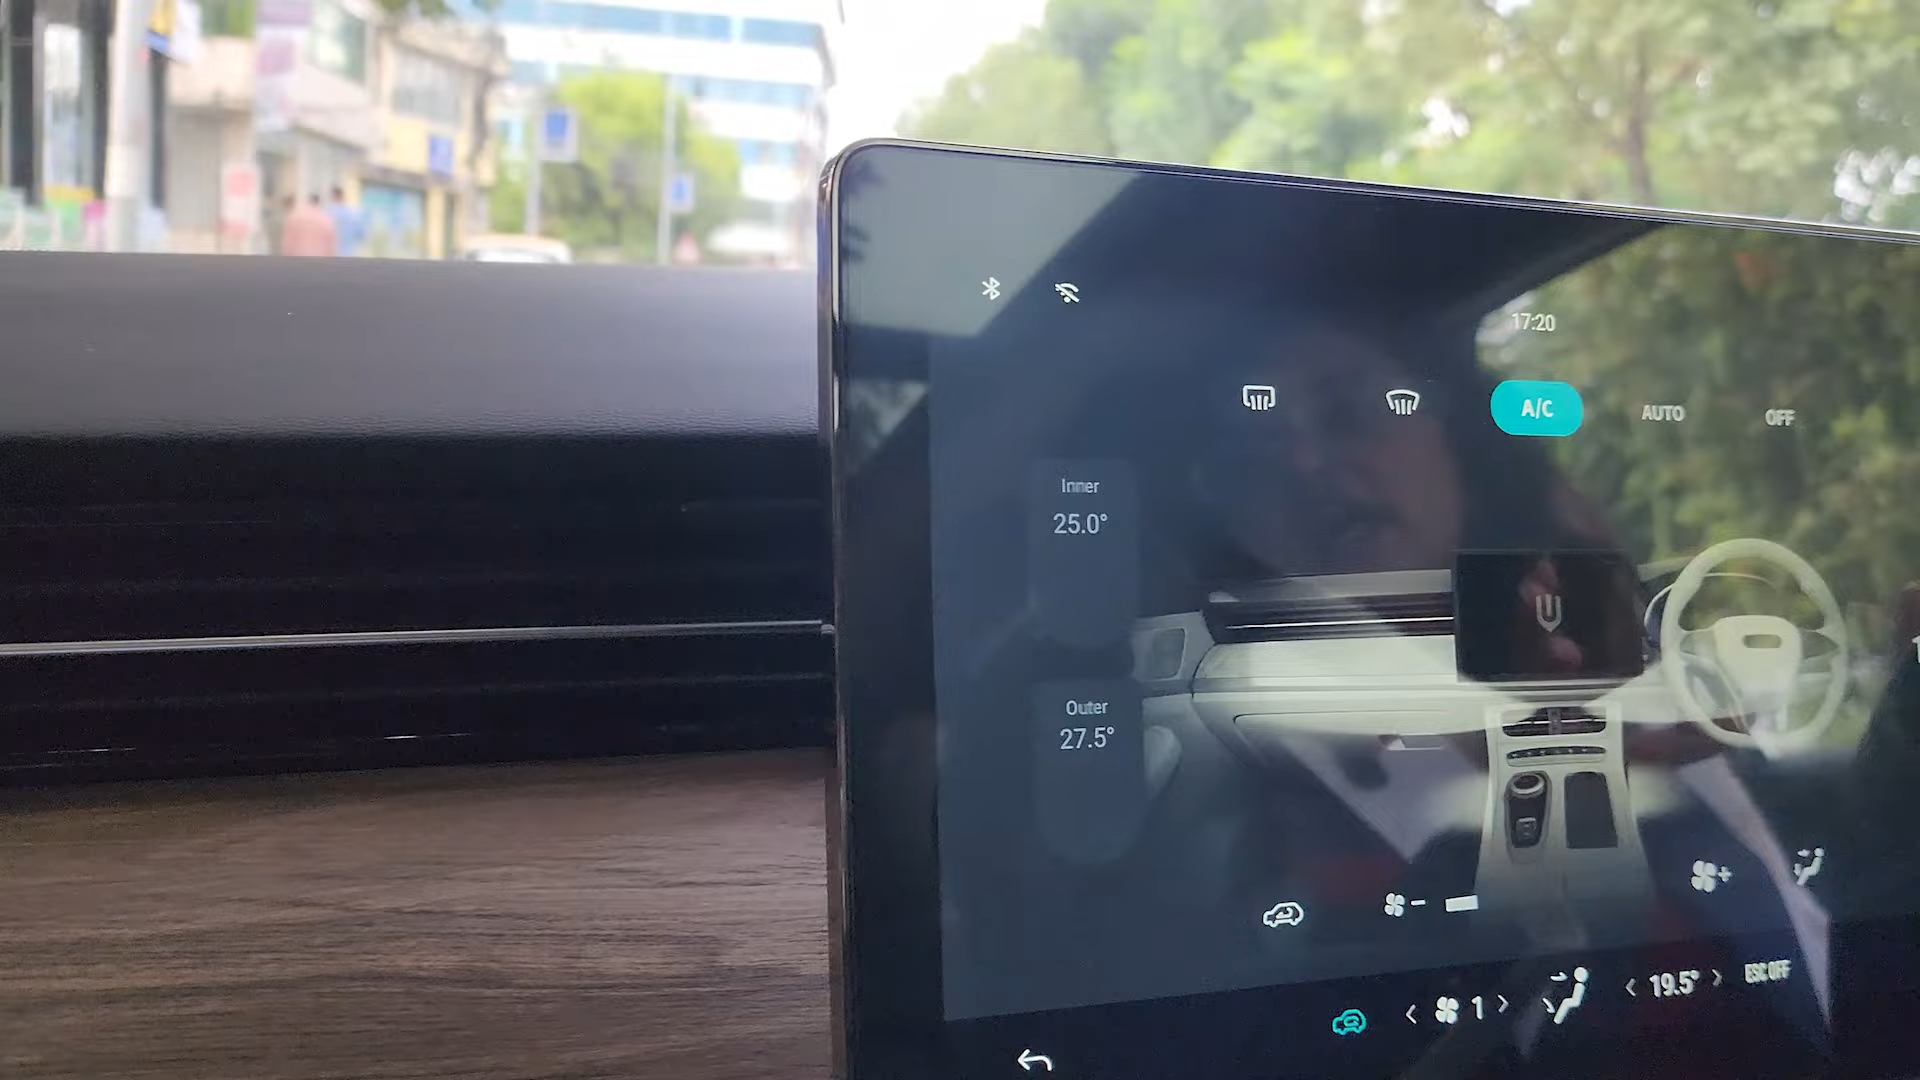 17:20
A/C AUTO OFF
Inner
25.0°
Outer
27.5°
1 19.5° ESC OFF